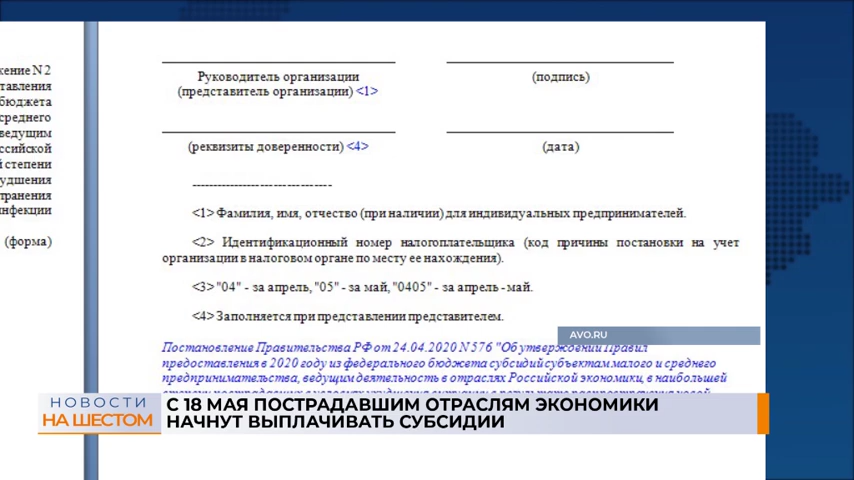 жение N 2
тавления
бюджета
среднего
ведущим
ссийской
й степени
удшения
транения
инфекции
(форма)
Руководитель организации
(представитель организации) <1>
(подпись)
(реквизиты доверенности) <4>
(дата)
--------------------------------
<1> Фамилия, имя, отчество (при наличии) для индивидуальных предпринимателей.
<2> Идентификационный номер налогоплательщика (код причины постановки на учет
организации в налоговом органе по месту ее нахождения).
<3> "04" - за апрель, "05" - за май, "0405" - за апрель - май.
<4> Заполняется при представлении представителем.
AVO.RU
Постановление Правительства РФ от 24.04.2020 N 576 "Об утверждении Правил
предоставления в 2020 году из федерального бюджета субсидий субъектам малого и среднего
предпринимательства, ведущим деятельность в отраслях Российской экономики, в наибольшей
НОВОСТИ
НА ШЕСТОМ
С 18 МАЯ ПОСТРАДАВШИМ ОТРАСЛЯМ ЭКОНОМИКИ
НАЧНУТ ВЫПЛАЧИВАТЬ СУБСИДИИ